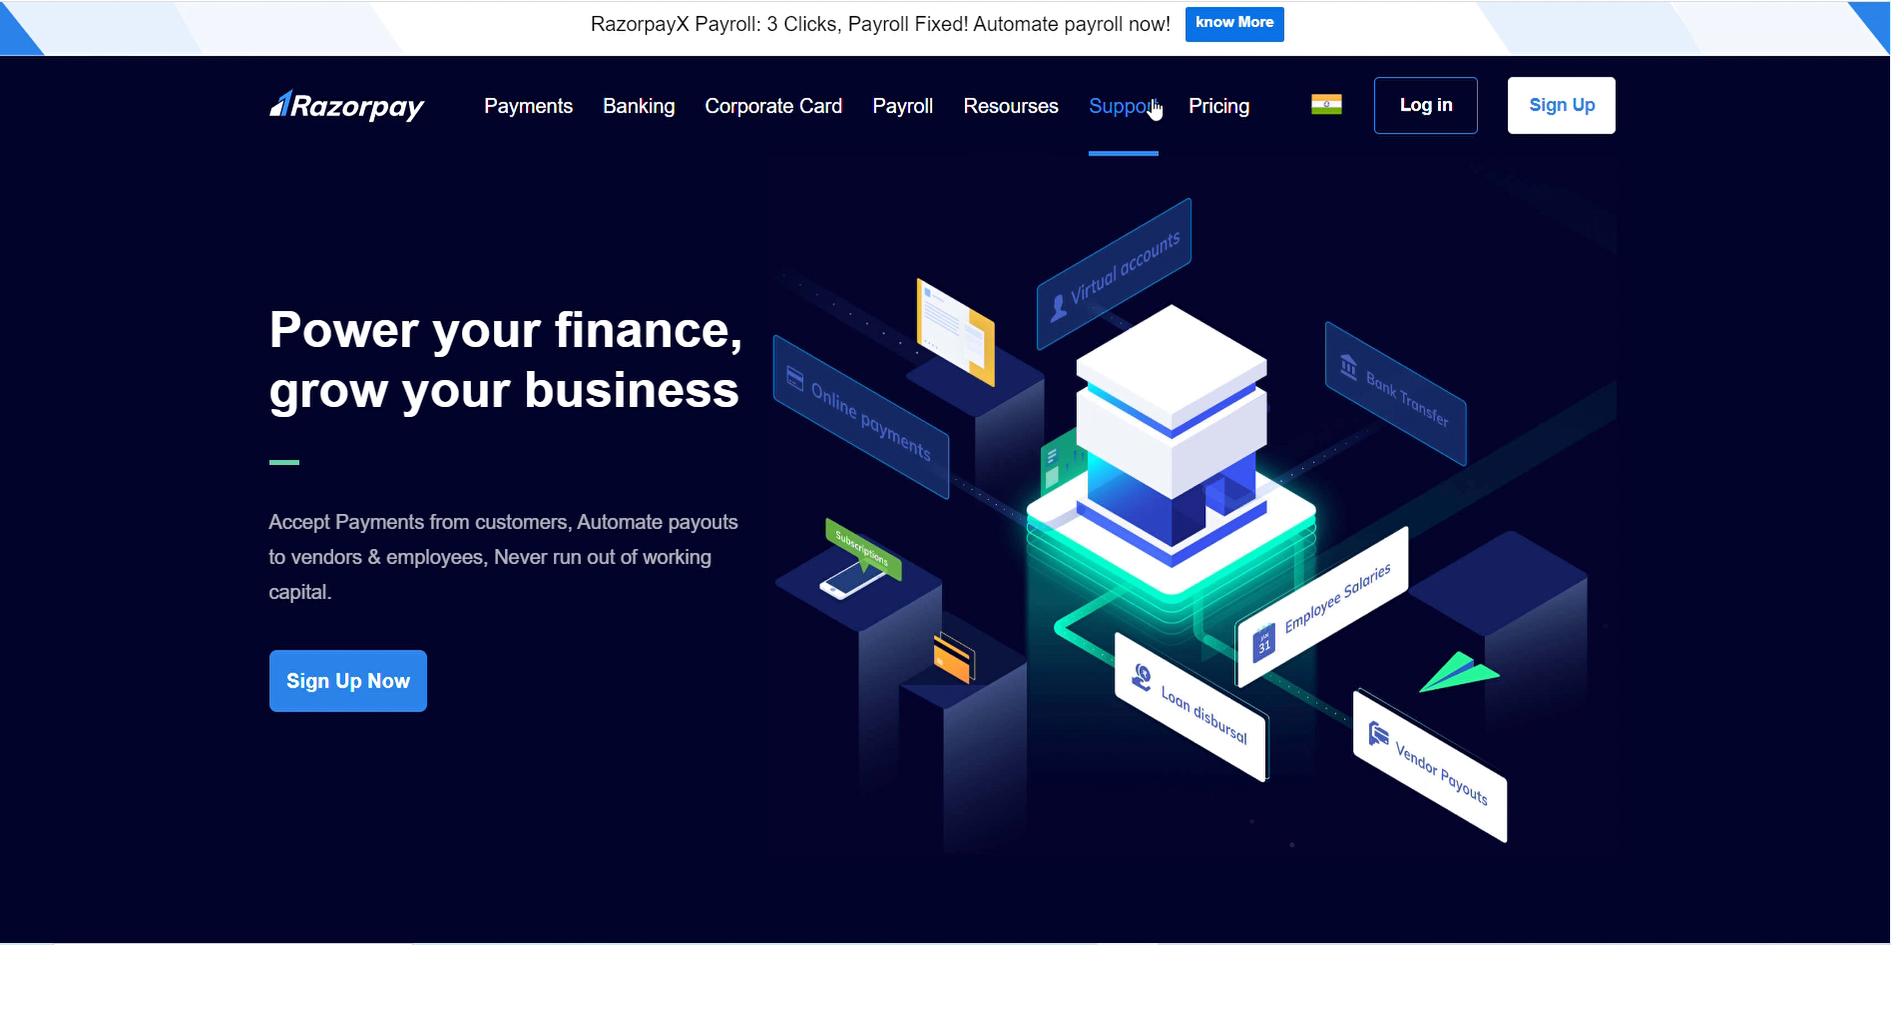 RazorpayX Payroll: 3 Clicks, Payroll Fixed! Automate payroll now! know More
Razorpay Payments Banking Corporate Card Payroll Resourses Support Pricing Log in Sign Up
Power your finance,
grow your business
Accept Payments from customers, Automate payouts
to vendors & employees, Never run out of working
capital.
Sign Up Now
Virtual accounts
Online payments
Bank Transfer
Subscriptions
Employee Salaries
31
Loan disbursal
Vendor Payouts